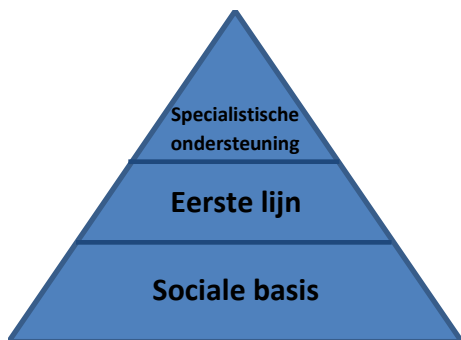 Specialistische
ondersteuning
Eerste lijn
Sociale basis